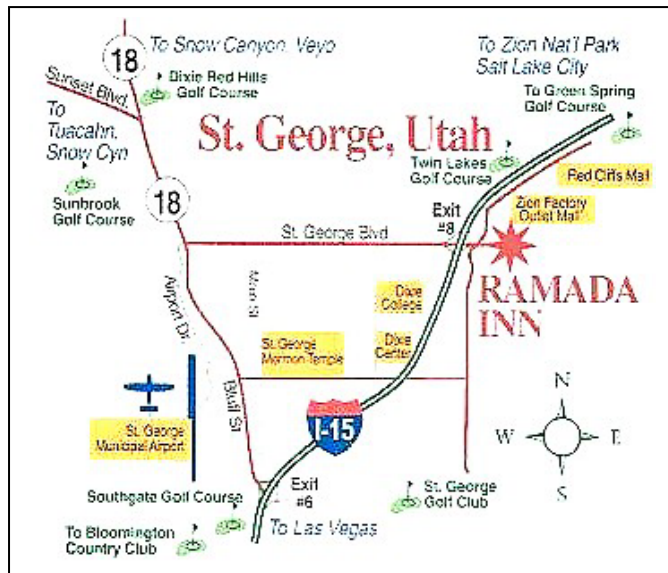 18
To Snow Canyon, Veyo
To Zion Nat'l Park
Salt Lake City
Sunset Blvd.
Dixie Red Hills
Golf Course
To Green Spring
Golf Course
To
Tuacahn,
Snow Cyn
St. George, Utah
Twin Lakes
Golf Course
Red Cliffs Mall
Sunbrook
Golf Course
18
Exit
#8
Zion Factory
Outlet Mall
St. George Blvd
RAMADA
INN
Airport Dr.
Main St
Dixie
College
St. George
Mormon Temple
Dixie
Center
Bluff St
I-15
N
W
E
S
St. George
Municipal Airport
Southgate Golf Course
Exit
#6
St. George
Golf Club
To Las Vegas
To Bloomington
Country Club